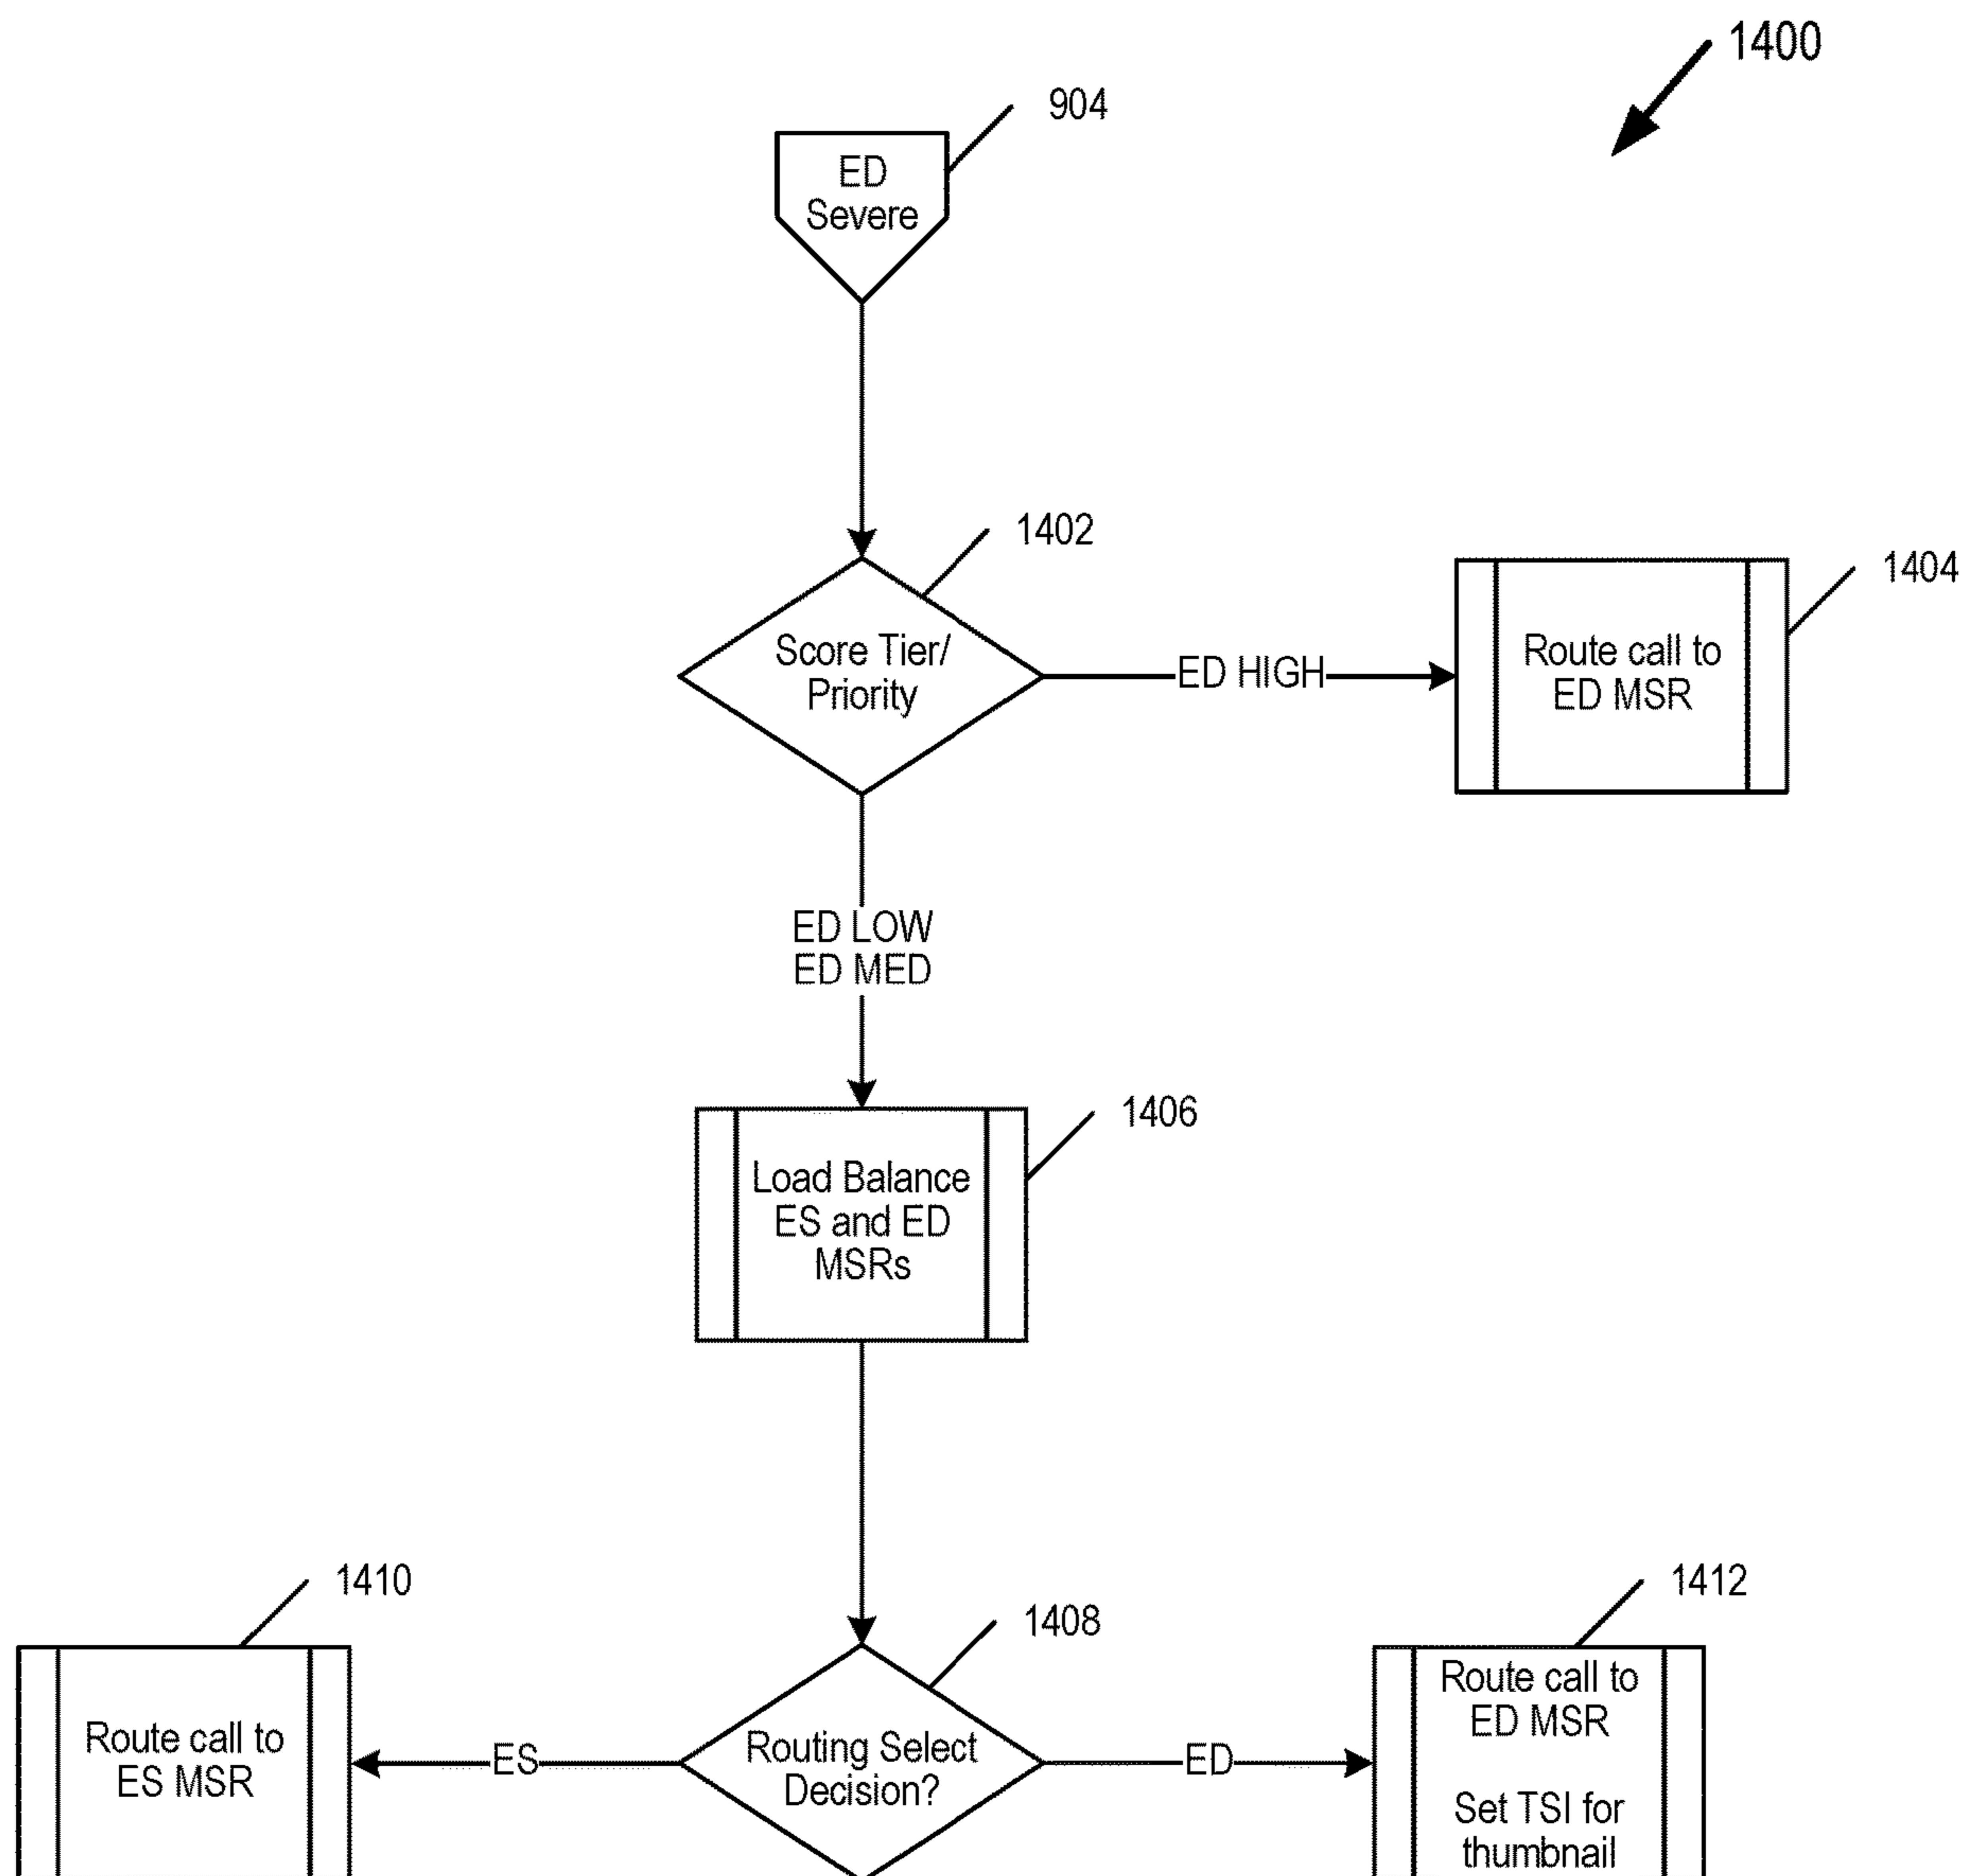 1400
904
ED
Severe
1402
1404
Score Tier/
Priority
ED HIGH
Route call to
ED MSR
ED LOW
ED MED
1406
Load Balance
ES and ED
MSRs
1410
1408
1412
Route call to
ES MSR
ES
Routing Select
Decision?
ED
Route call to
ED MSR
Set TSI for
thumbnail